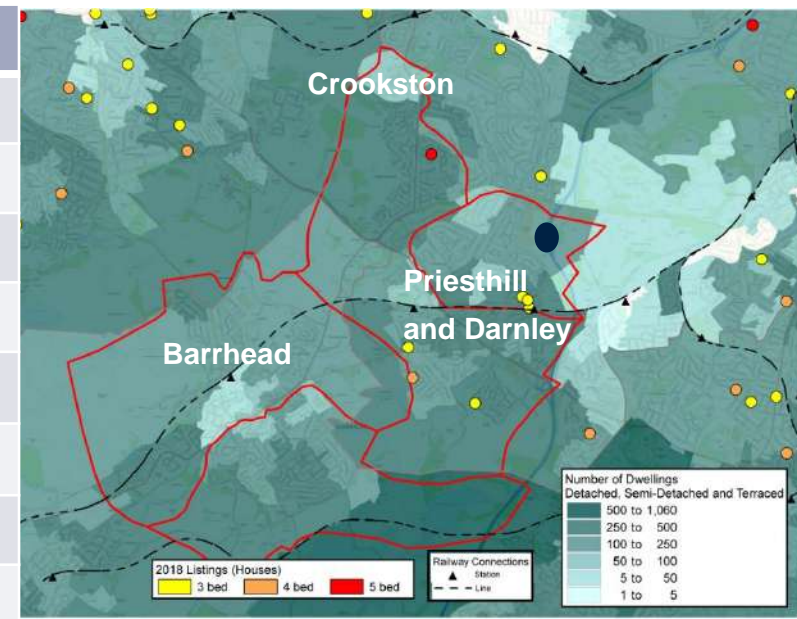 Crookston
Priesthill
and Darnley
Barrhead
Number of Dwellings
Detached, Semi-Detached and Terraced
500 to 1,060
250 to 500
100 to 250
50 to 100
5 to 50
1 to 5
2018 Listings (Houses)
3 bed
4 bed
5 bed
Railway Connections
Station
Line